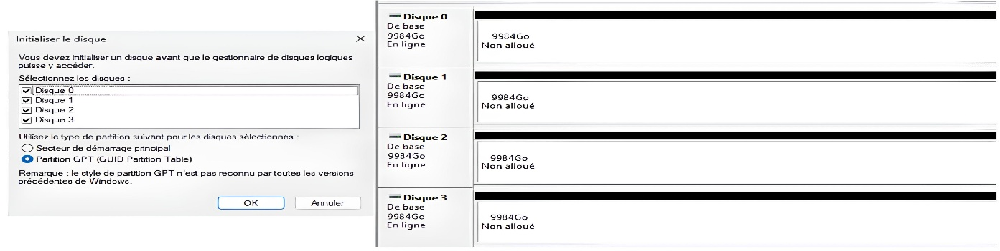 Initialiser le disque
Vous devez initialiser un disque avant que le gestionnaire de disques logiques
puisse y accéder.
Sélectionnez les disques :
Disque 0
Disque 1
Disque 2
Disque 3
Utilisez le type de partition suivant pour les disques sélectionnés :
Secteur de démarrage principal
Partition GPT (GUID Partition Table)
Remarque : le style de partition GPT n'est pas reconnu par toutes les versions
précédentes de Windows.
OK
Annuler
Disque 0
De base
9984Go
En ligne
9984Go
Non alloué
Disque 1
De base
9984Go
En ligne
9984Go
Non alloué
Disque 2
De base
9984Go
En ligne
9984Go
Non alloué
Disque 3
De base
9984Go
En ligne
9984Go
Non alloué